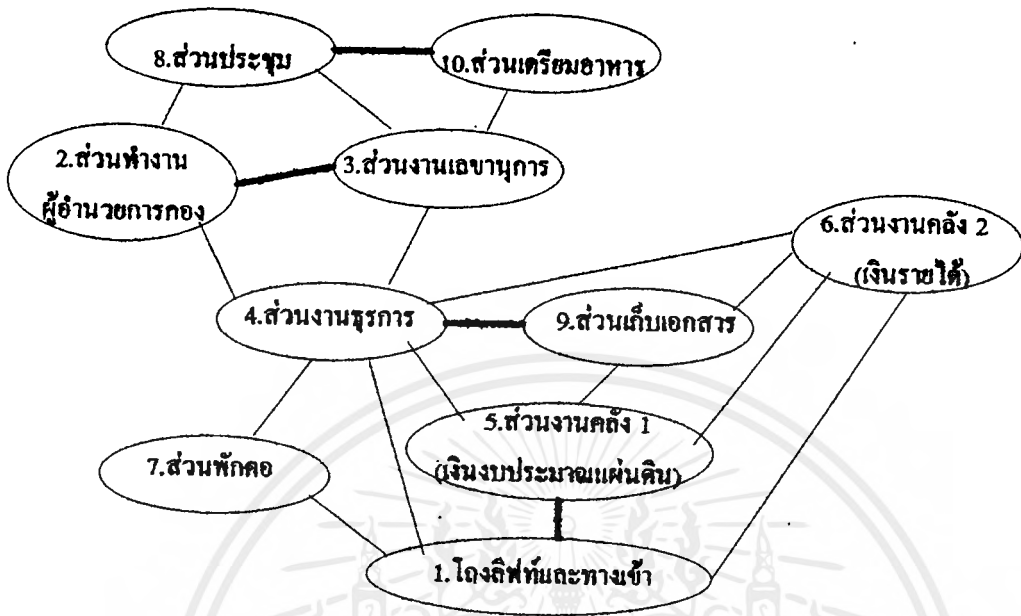 8.ส่วนประชุม
10.ส่วนเตรียมอาหาร
2.ส่วนทำงาน
ผู้อำนวยการกอง
3.ส่วนงานเลขานุการ
6.ส่วนงานคลัง 2
(เงินรายได้)
4.ส่วนงานธุรการ
9.ส่วนเก็บเอกสาร
5.ส่วนงานคลัง 1
(เงินงบประมาณแผ่นดิน)
7.ส่วนพักคอ
1.โถงลิฟท์และทางเข้า